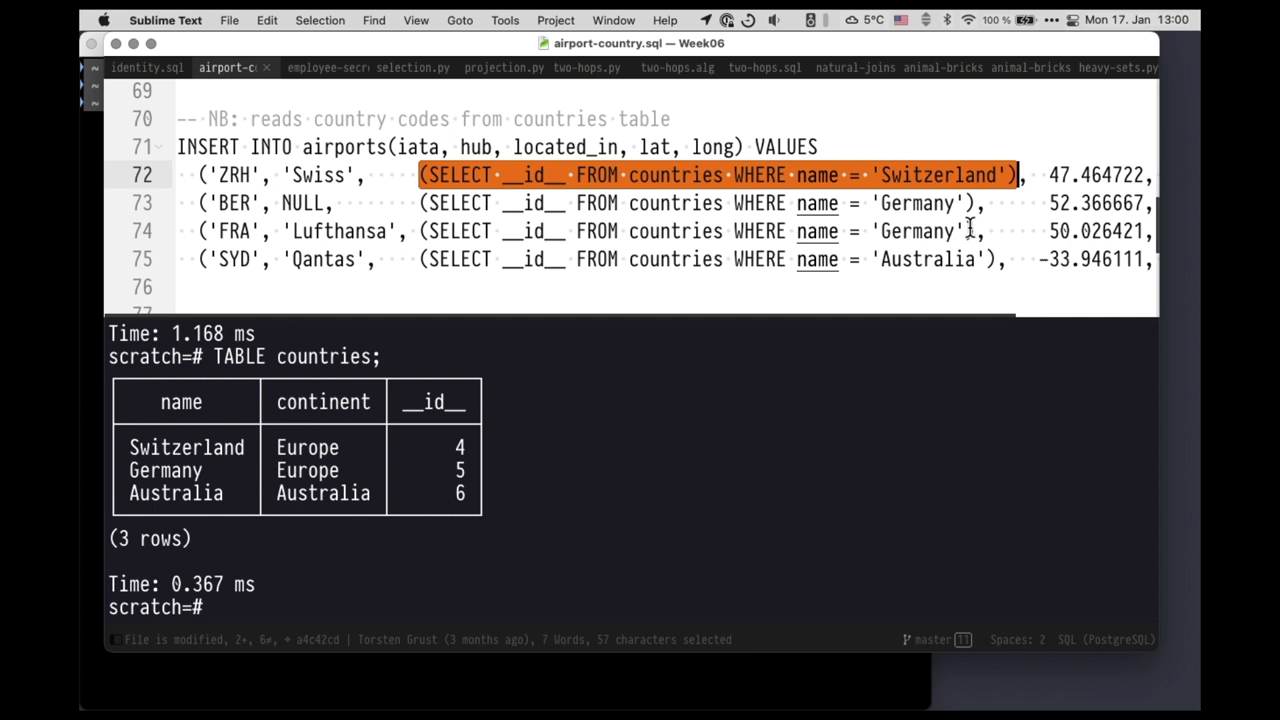 Sublime Text File Edit Selection Find View Goto Tools Project Window Help 5°C 100 % Mon 17. Jan 13:00
airport-country.sql — Week06
identity.sql airport-c employee-secr selection.py projection.py two-hops.py two-hops.alg two-hops.sql natural-joins animal-bricks animal-bricks heavy-sets.py
69
70 -- NB: reads country codes from countries table
71 INSERT INTO airports(iata, hub, located_in, lat, long) VALUES
72 ('ZRH', 'Swiss', (SELECT __id__ FROM countries WHERE name = 'Switzerland'), 47.464722,
73 ('BER', NULL, (SELECT __id__ FROM countries WHERE name = 'Germany'), 52.366667,
74 ('FRA', 'Lufthansa', (SELECT __id__ FROM countries WHERE name = 'Germany'), 50.026421,
75 ('SYD', 'Qantas', (SELECT __id__ FROM countries WHERE name = 'Australia'), -33.946111,
76
77
Time: 1.168 ms
scratch=# TABLE countries;
name continent __id__
Switzerland Europe 4
Germany Europe 5
Australia Australia 6
(3 rows)
Time: 0.367 ms
scratch=#
File is modified, 2+, 6≠, + a4c42cd | Torsten Grust (3 months ago), 7 Words, 57 characters selected master 11 Spaces: 2 SQL (PostgreSQL)